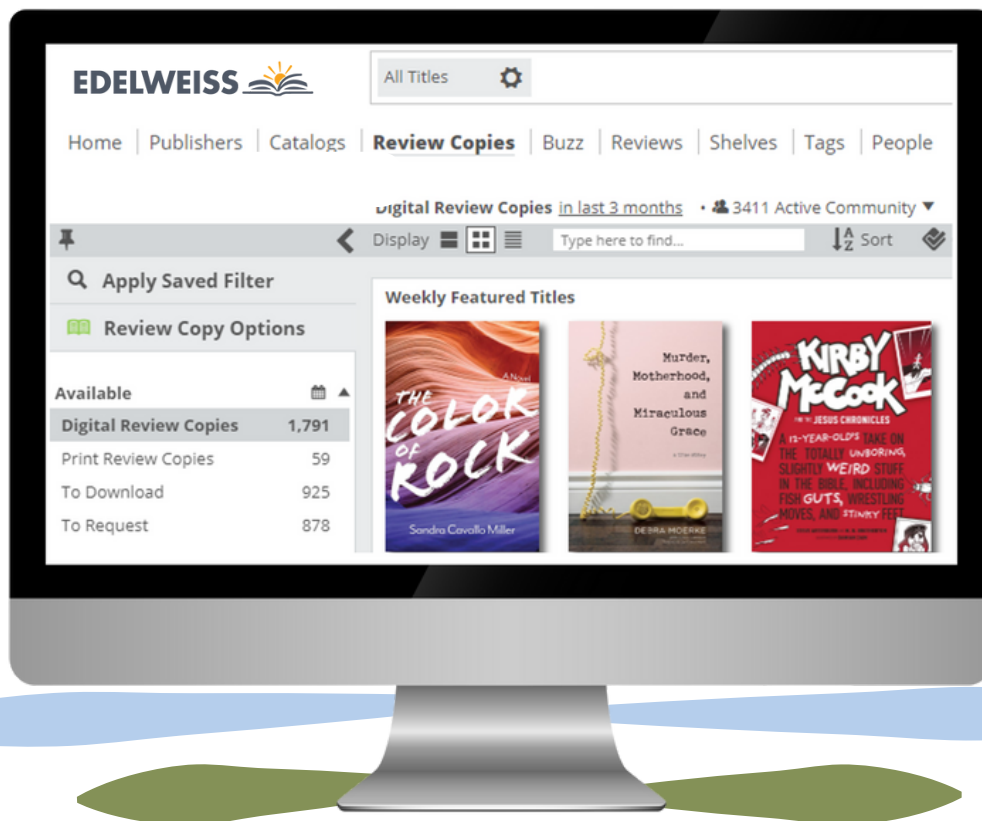 EDELWEISS
All Titles
Home Publishers Catalogs Review Copies Buzz Reviews Shelves Tags People
Digital Review Copies in last 3 months • 3411 Active Community
Display Type here to find... A Z Sort
Apply Saved Filter
Review Copy Options
Available
Digital Review Copies 1,791
Print Review Copies 59
To Download 925
To Request 878
Weekly Featured Titles
A Novel
THE
COLOR
OF
ROCK
Sandra Cavallo Miller
Murder,
Motherhood,
and
Miraculous
Grace
DEBRA MOERKE
KIRBY
McCOOK
AND THE JESUS CHRONICLES
A 12-YEAR-OLD'S TAKE ON
THE TOTALLY UNBORING,
SLIGHTLY WEIRD STUFF
IN THE BIBLE, INCLUDING
FISH GUTS, WRESTLING
MOVES, AND STINKY FEET